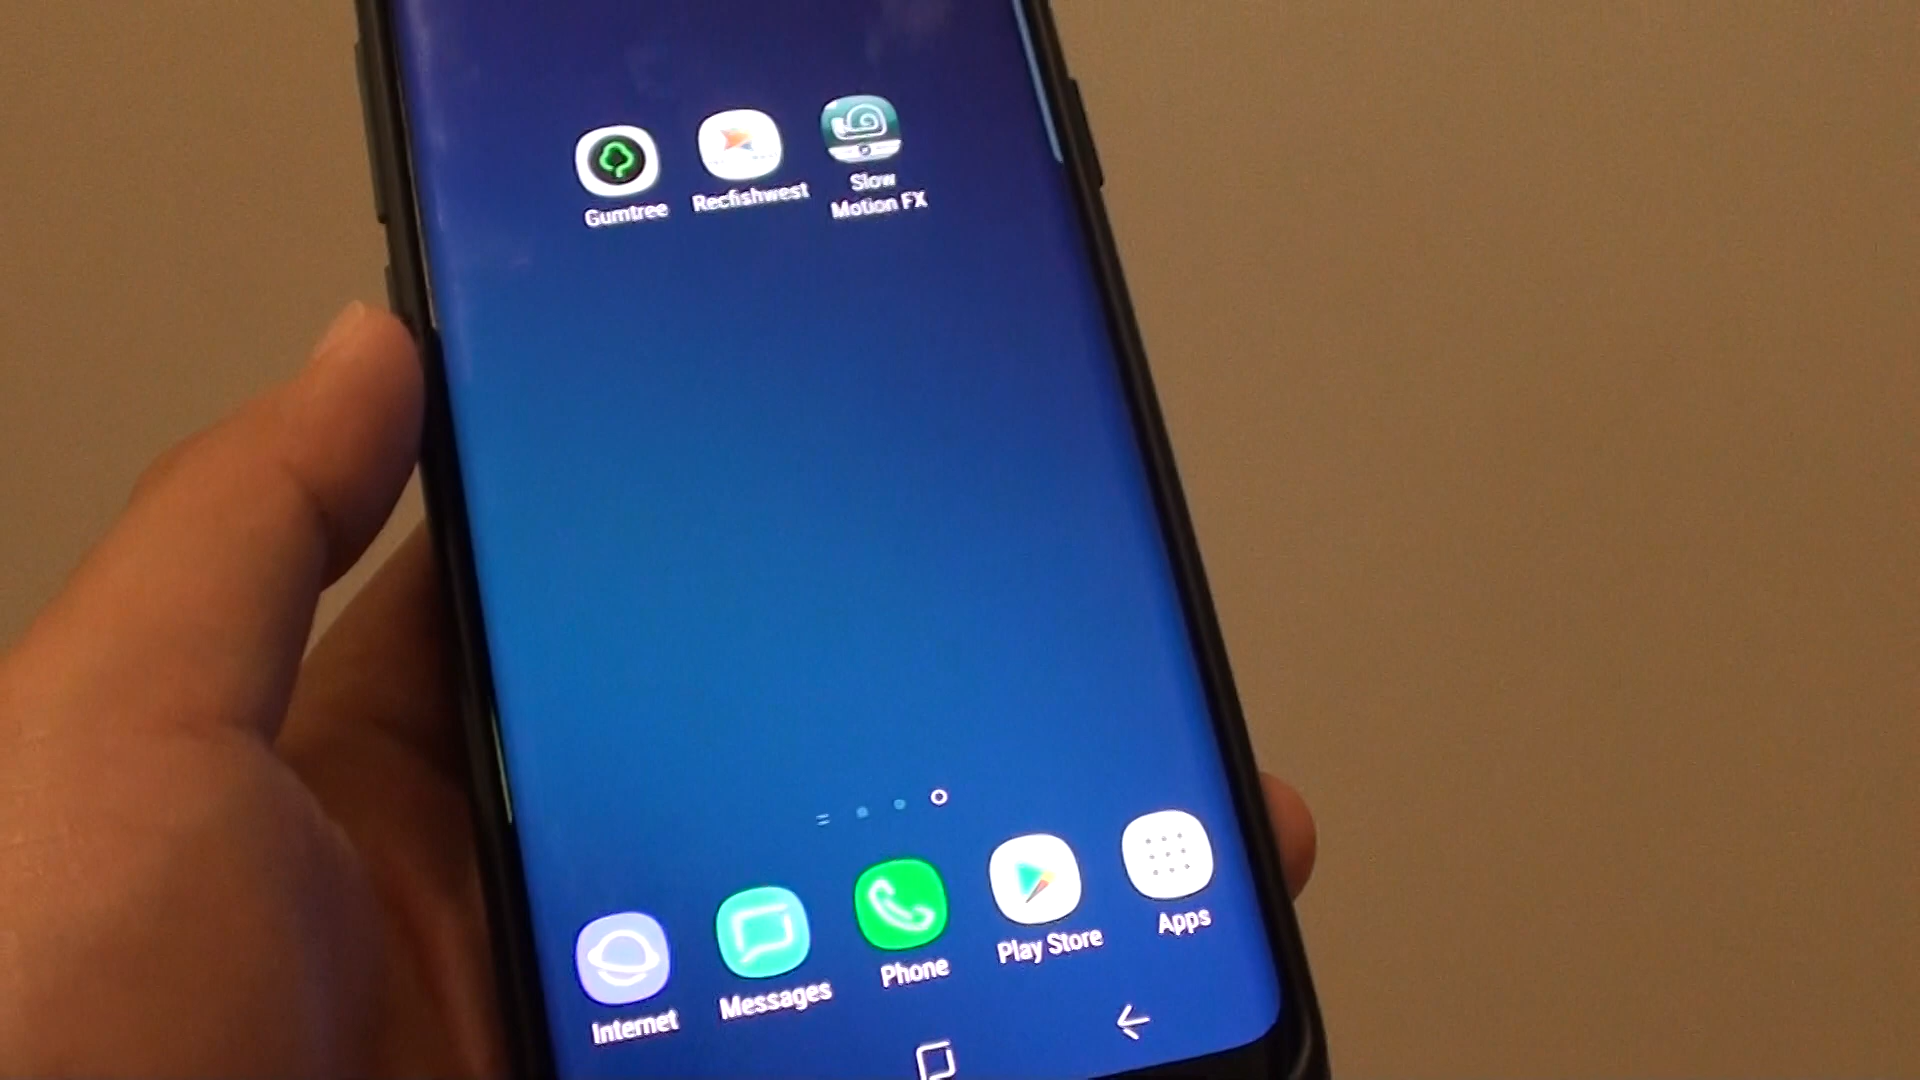 Gumtree
Recfishwest
Slow
Motion FX
Internet
Messages
Phone
Play Store
Apps